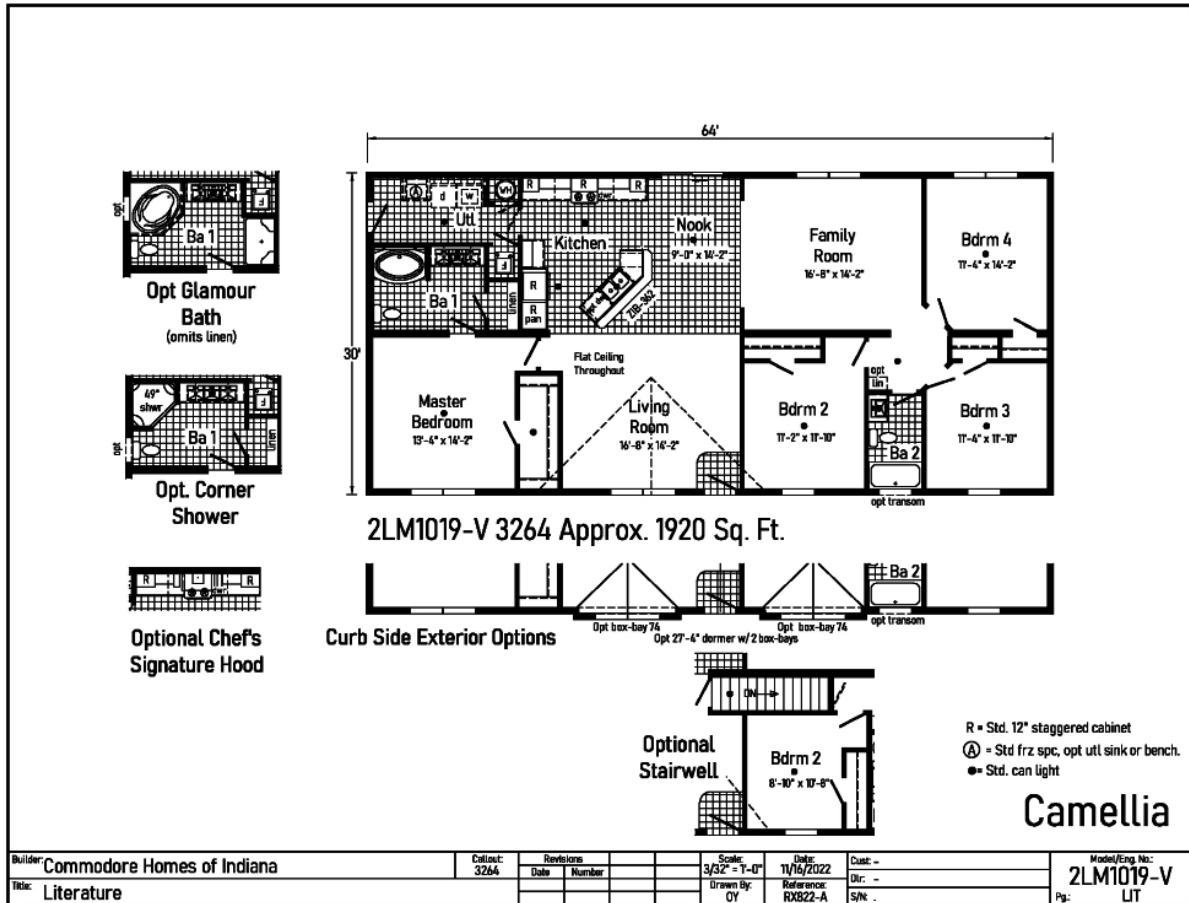 64'
30'
opt
F
Ba 1
Opt Glamour
Bath
(omits linen)
49"
shwr
F
opt
Ba 1
linen
Opt. Corner
Shower
R
R
Optional Chef's
Signature Hood
A
d
w
WH
Utl
F
Ba 1
linen
R
R
R
Kitchen
R
R
pan
opt dw
ZIB-362
Nook
9'-0" x 14'-2"
Family
Room
16'-8" x 14'-2"
Bdrm 4
11'-4" x 14'-2"
Flat Ceiling
Throughout
Master
Bedroom
13'-4" x 14'-2"
Living
Room
16'-8" x 14'-2"
Bdrm 2
11'-2" x 11'-10"
opt
lin
Ba 2
Bdrm 3
11'-4" x 11'-10"
opt transom
2LM1019-V 3264 Approx. 1920 Sq. Ft.
Ba 2
opt transom
Opt box-bay 74
Opt box-bay 74
Opt 27'-4" dormer w/ 2 box-bays
Curb Side Exterior Options
DN
Optional
Stairwell
Bdrm 2
8'-10" x 10'-8"
R = Std. 12" staggered cabinet
A = Std frz spc, opt utl sink or bench.
● = Std. can light
Camellia
Builder: Commodore Homes of Indiana
Title: Literature
Callout:
3264
Revisions
Date Number
Scale:
3/32" = 1'-0"
Drawn By:
OY
Date:
11/16/2022
Reference:
RX822-A
Cust: -
Dlr: -
S/N: .
Model/Eng. No.:
2LM1019-V
Pg.: LIT